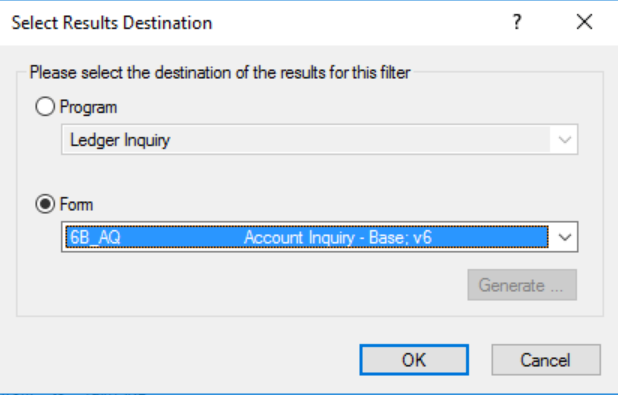 Select Results Destination ?
Please select the destination of the results for this filter
Program
Ledger Inquiry
Form
6B_AQ Account Inquiry - Base; v6
Generate ...
OK Cancel